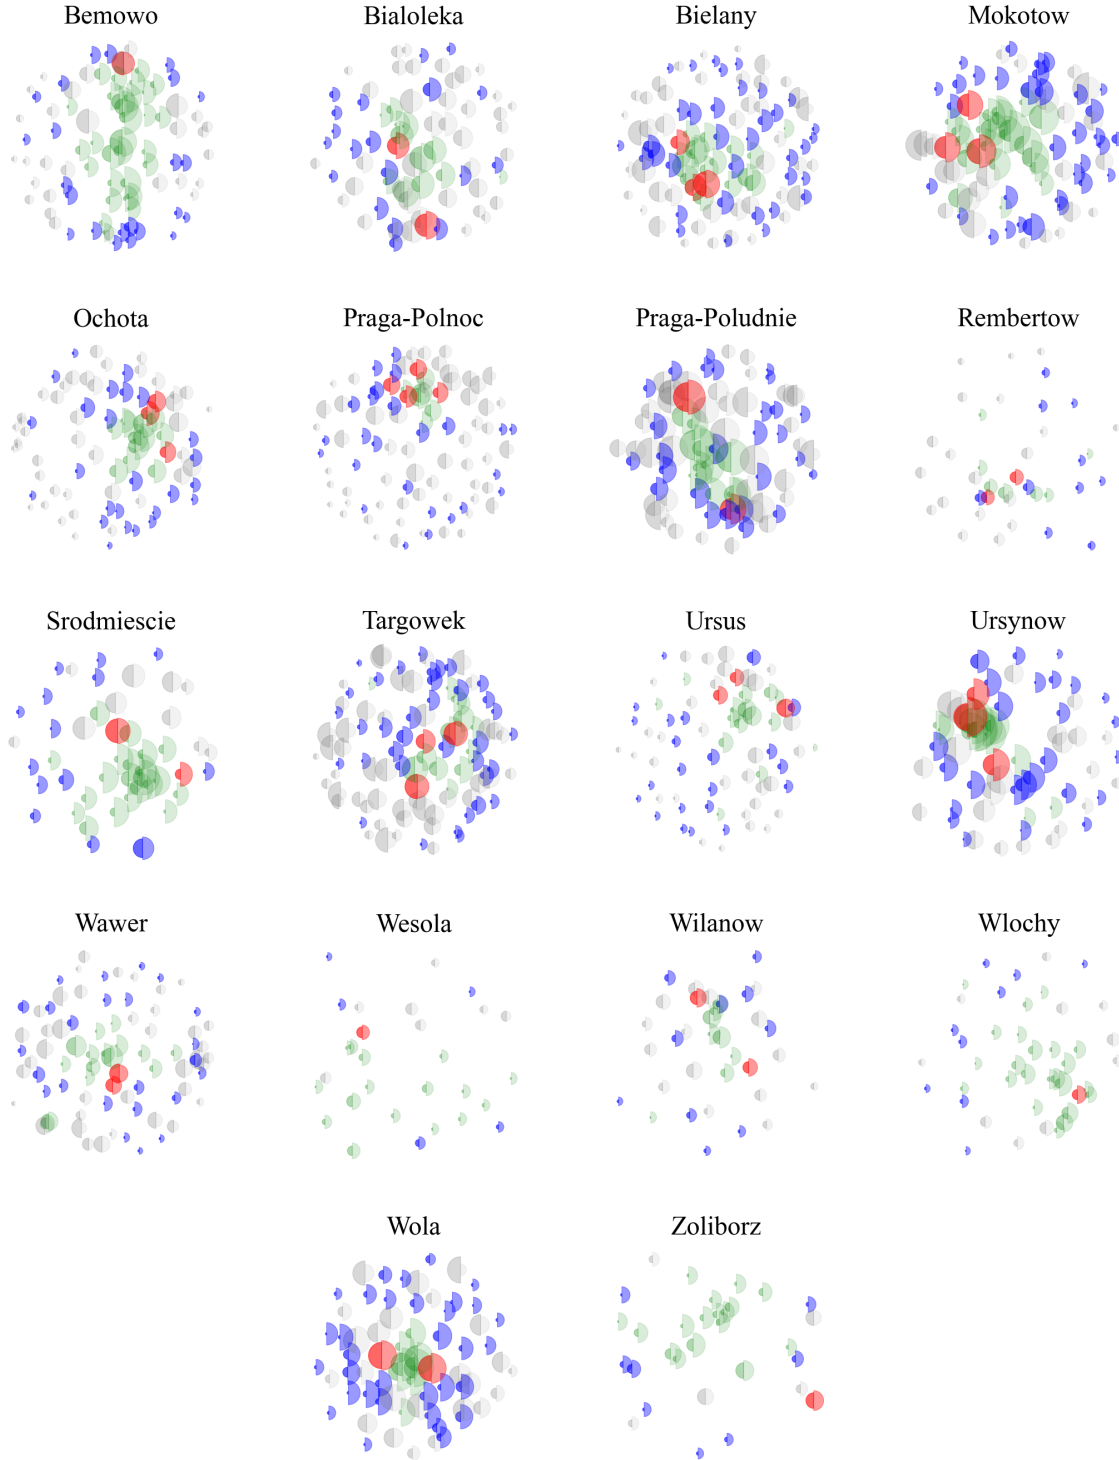 Bemowo Bialoleka Bielany Mokotow
Ochota Praga-Polnoc Praga-Poludnie Rembertow
Srodmiescie Targowek Ursus Ursynow
Wawer Wesola Wilanow Wlochy
Wola Zoliborz